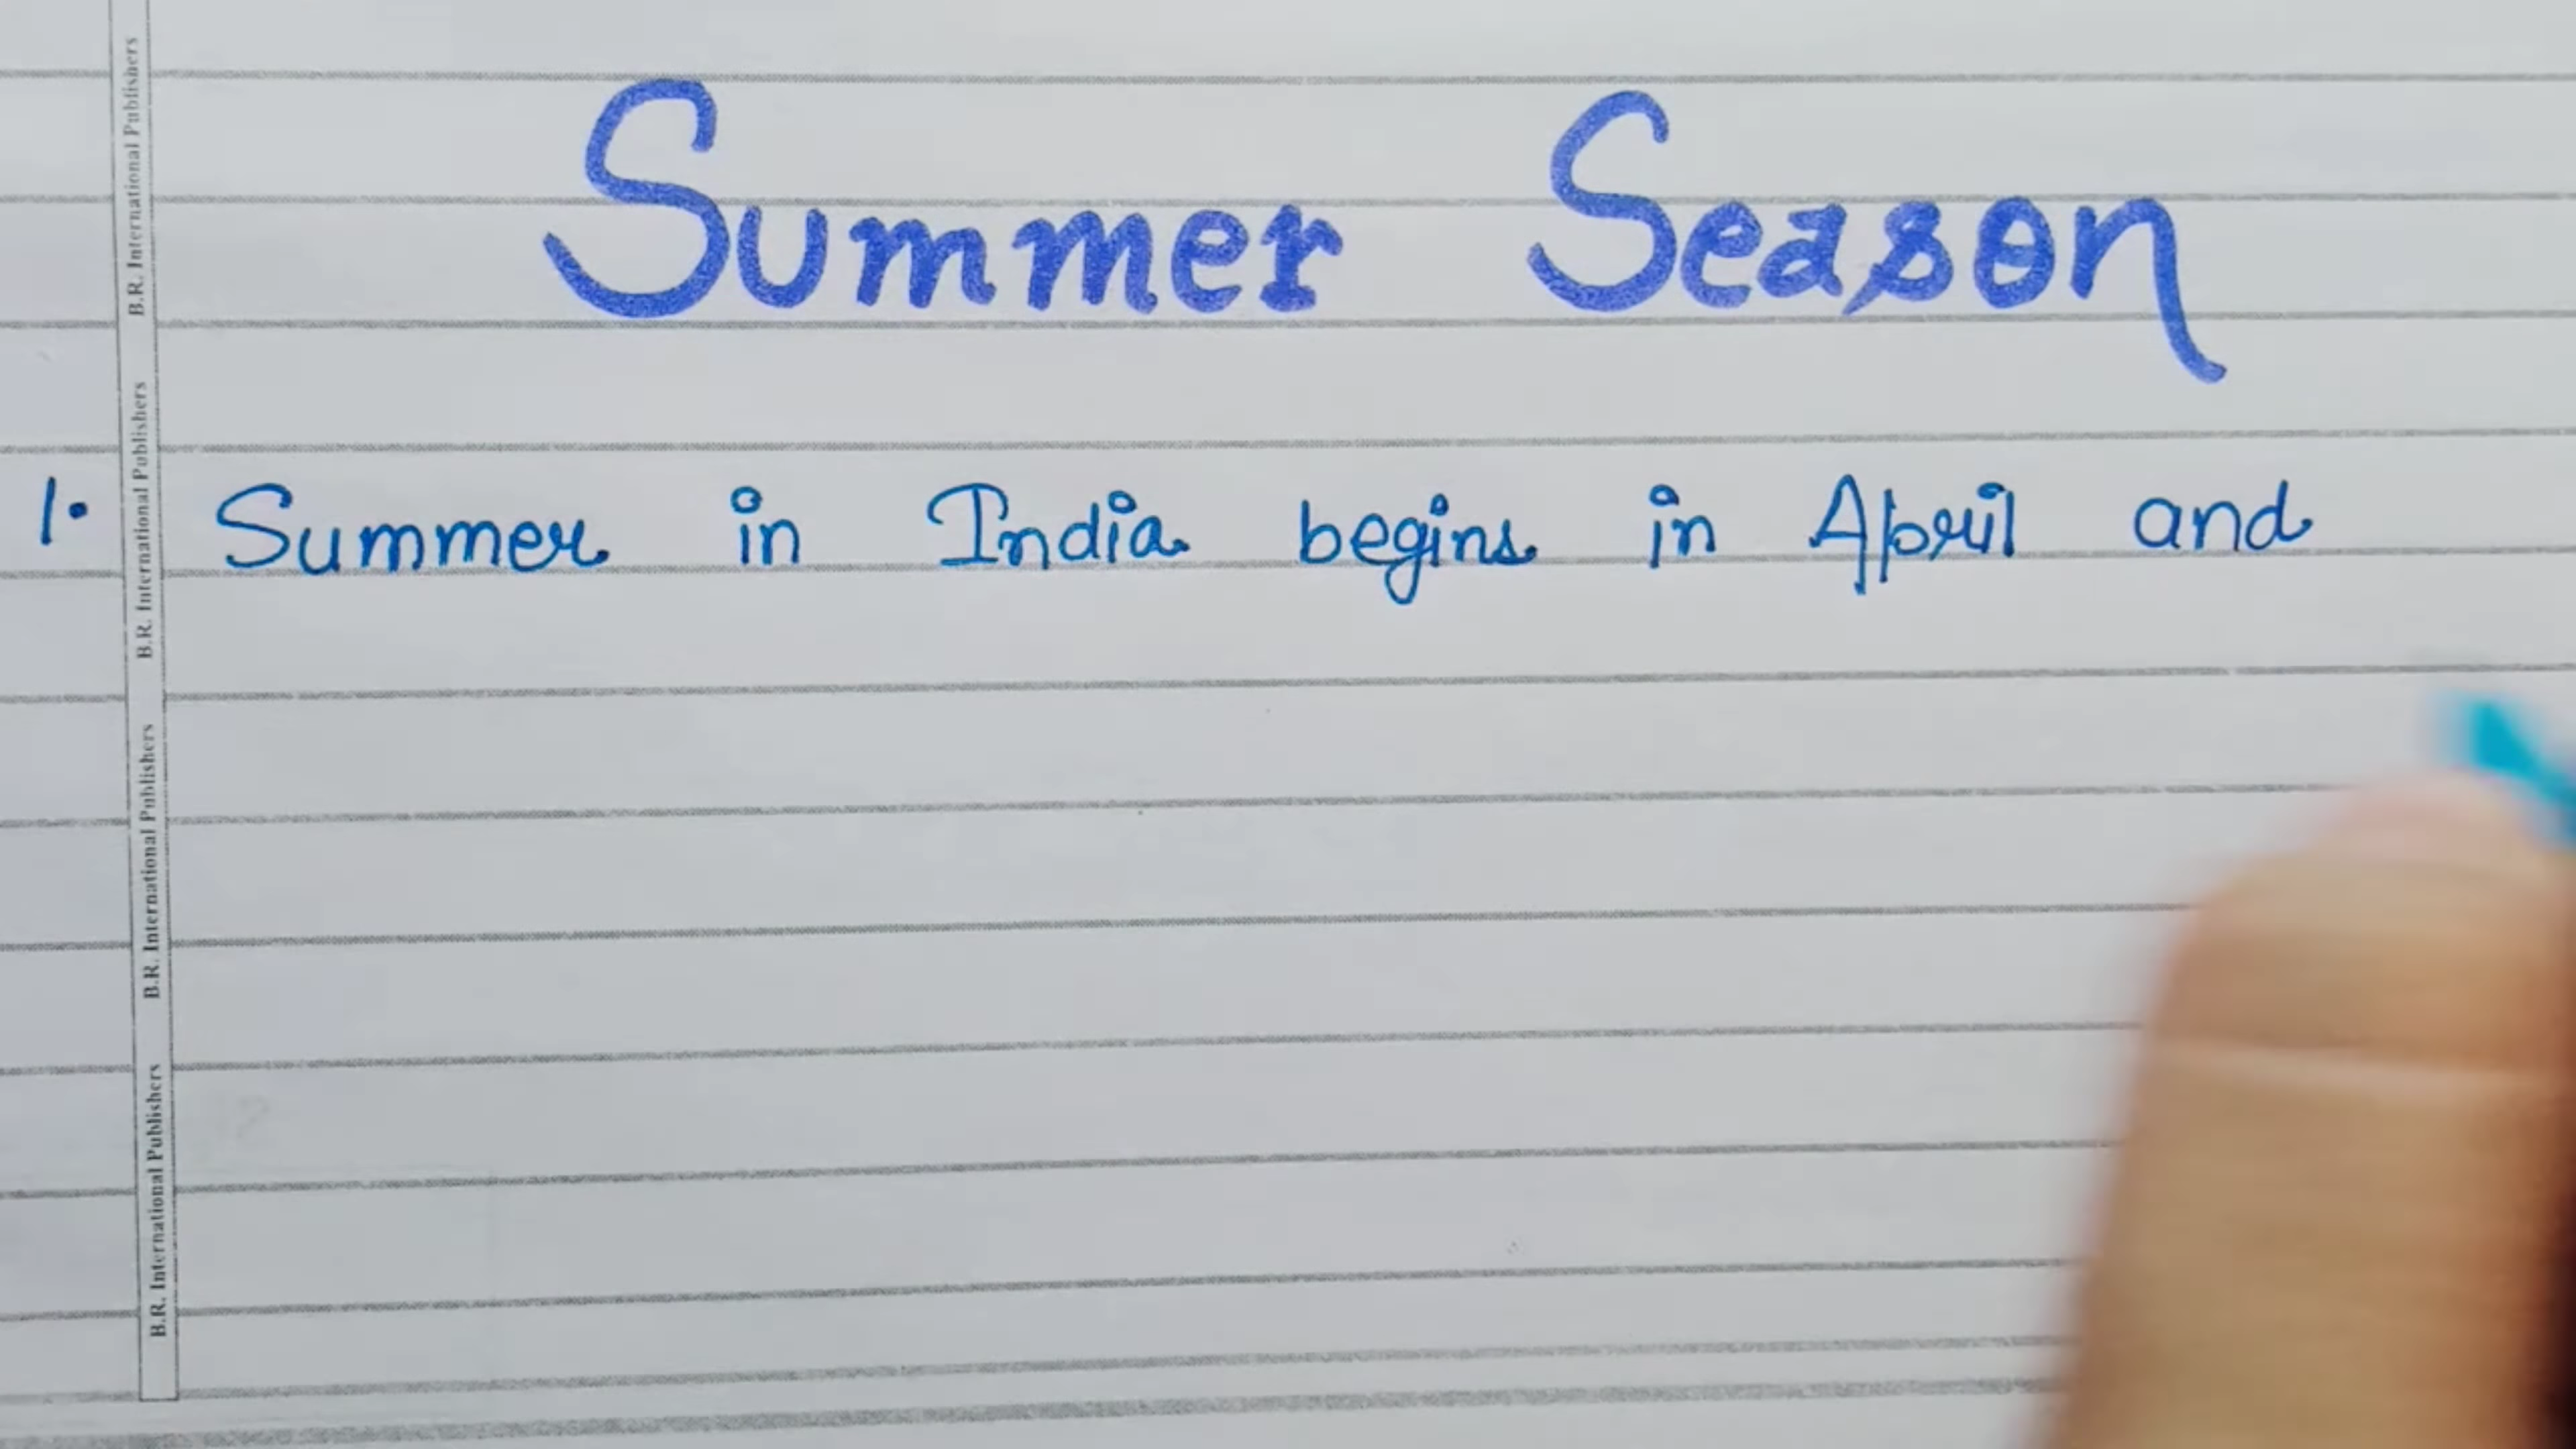 Summer Season
1. Summer in India begins in April and
B.R. International Publishers
B.R. International Publishers
B.R. International Publishers
B.R. International Publishers